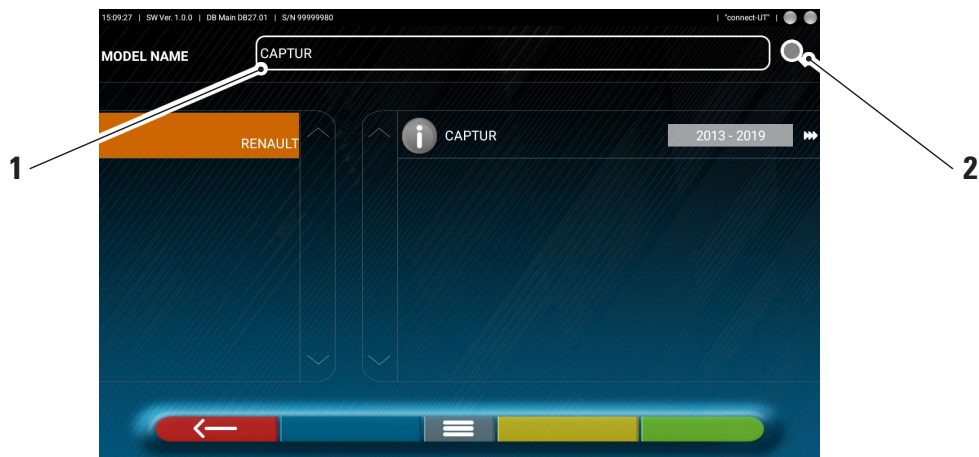 15:09:27 | SW Ver. 1.0.0 | DB Main DB27.01 | S/N 99999980 | "connect-UT" |
MODEL NAME CAPTUR
1 2
RENAULT
i CAPTUR 2013 - 2019